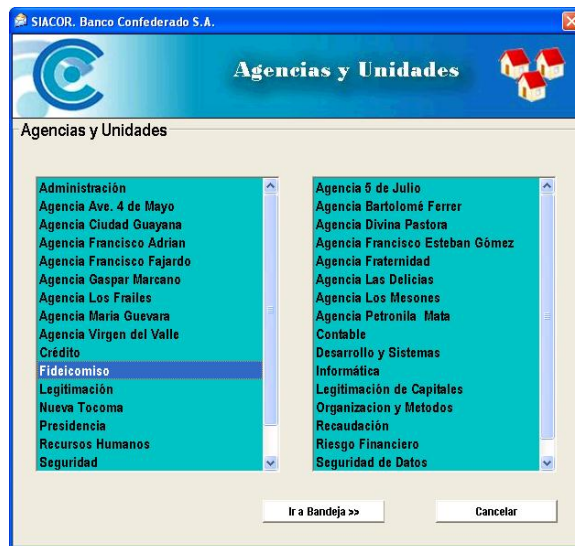 SIACOR. Banco Confederado S.A.
Agencias y Unidades
Agencias y Unidades
Administración
Agencia Ave. 4 de Mayo
Agencia Ciudad Guayana
Agencia Francisco Adrian
Agencia Francisco Fajardo
Agencia Gaspar Marcano
Agencia Los Frailes
Agencia María Guevara
Agencia Virgen del Valle
Crédito
Fideicomiso
Legitimación
Nueva Tocoma
Presidencia
Recursos Humanos
Seguridad
Agencia 5 de Julio
Agencia Bartolomé Ferrer
Agencia Divina Pastora
Agencia Francisco Esteban Gómez
Agencia Fraternidad
Agencia Las Delicias
Agencia Los Mesones
Agencia Petronila Mata
Contable
Desarrollo y Sistemas
Informática
Legitimación de Capitales
Organizacion y Metodos
Recaudación
Riesgo Financiero
Seguridad de Datos
Ir a Bandeja >>
Cancelar